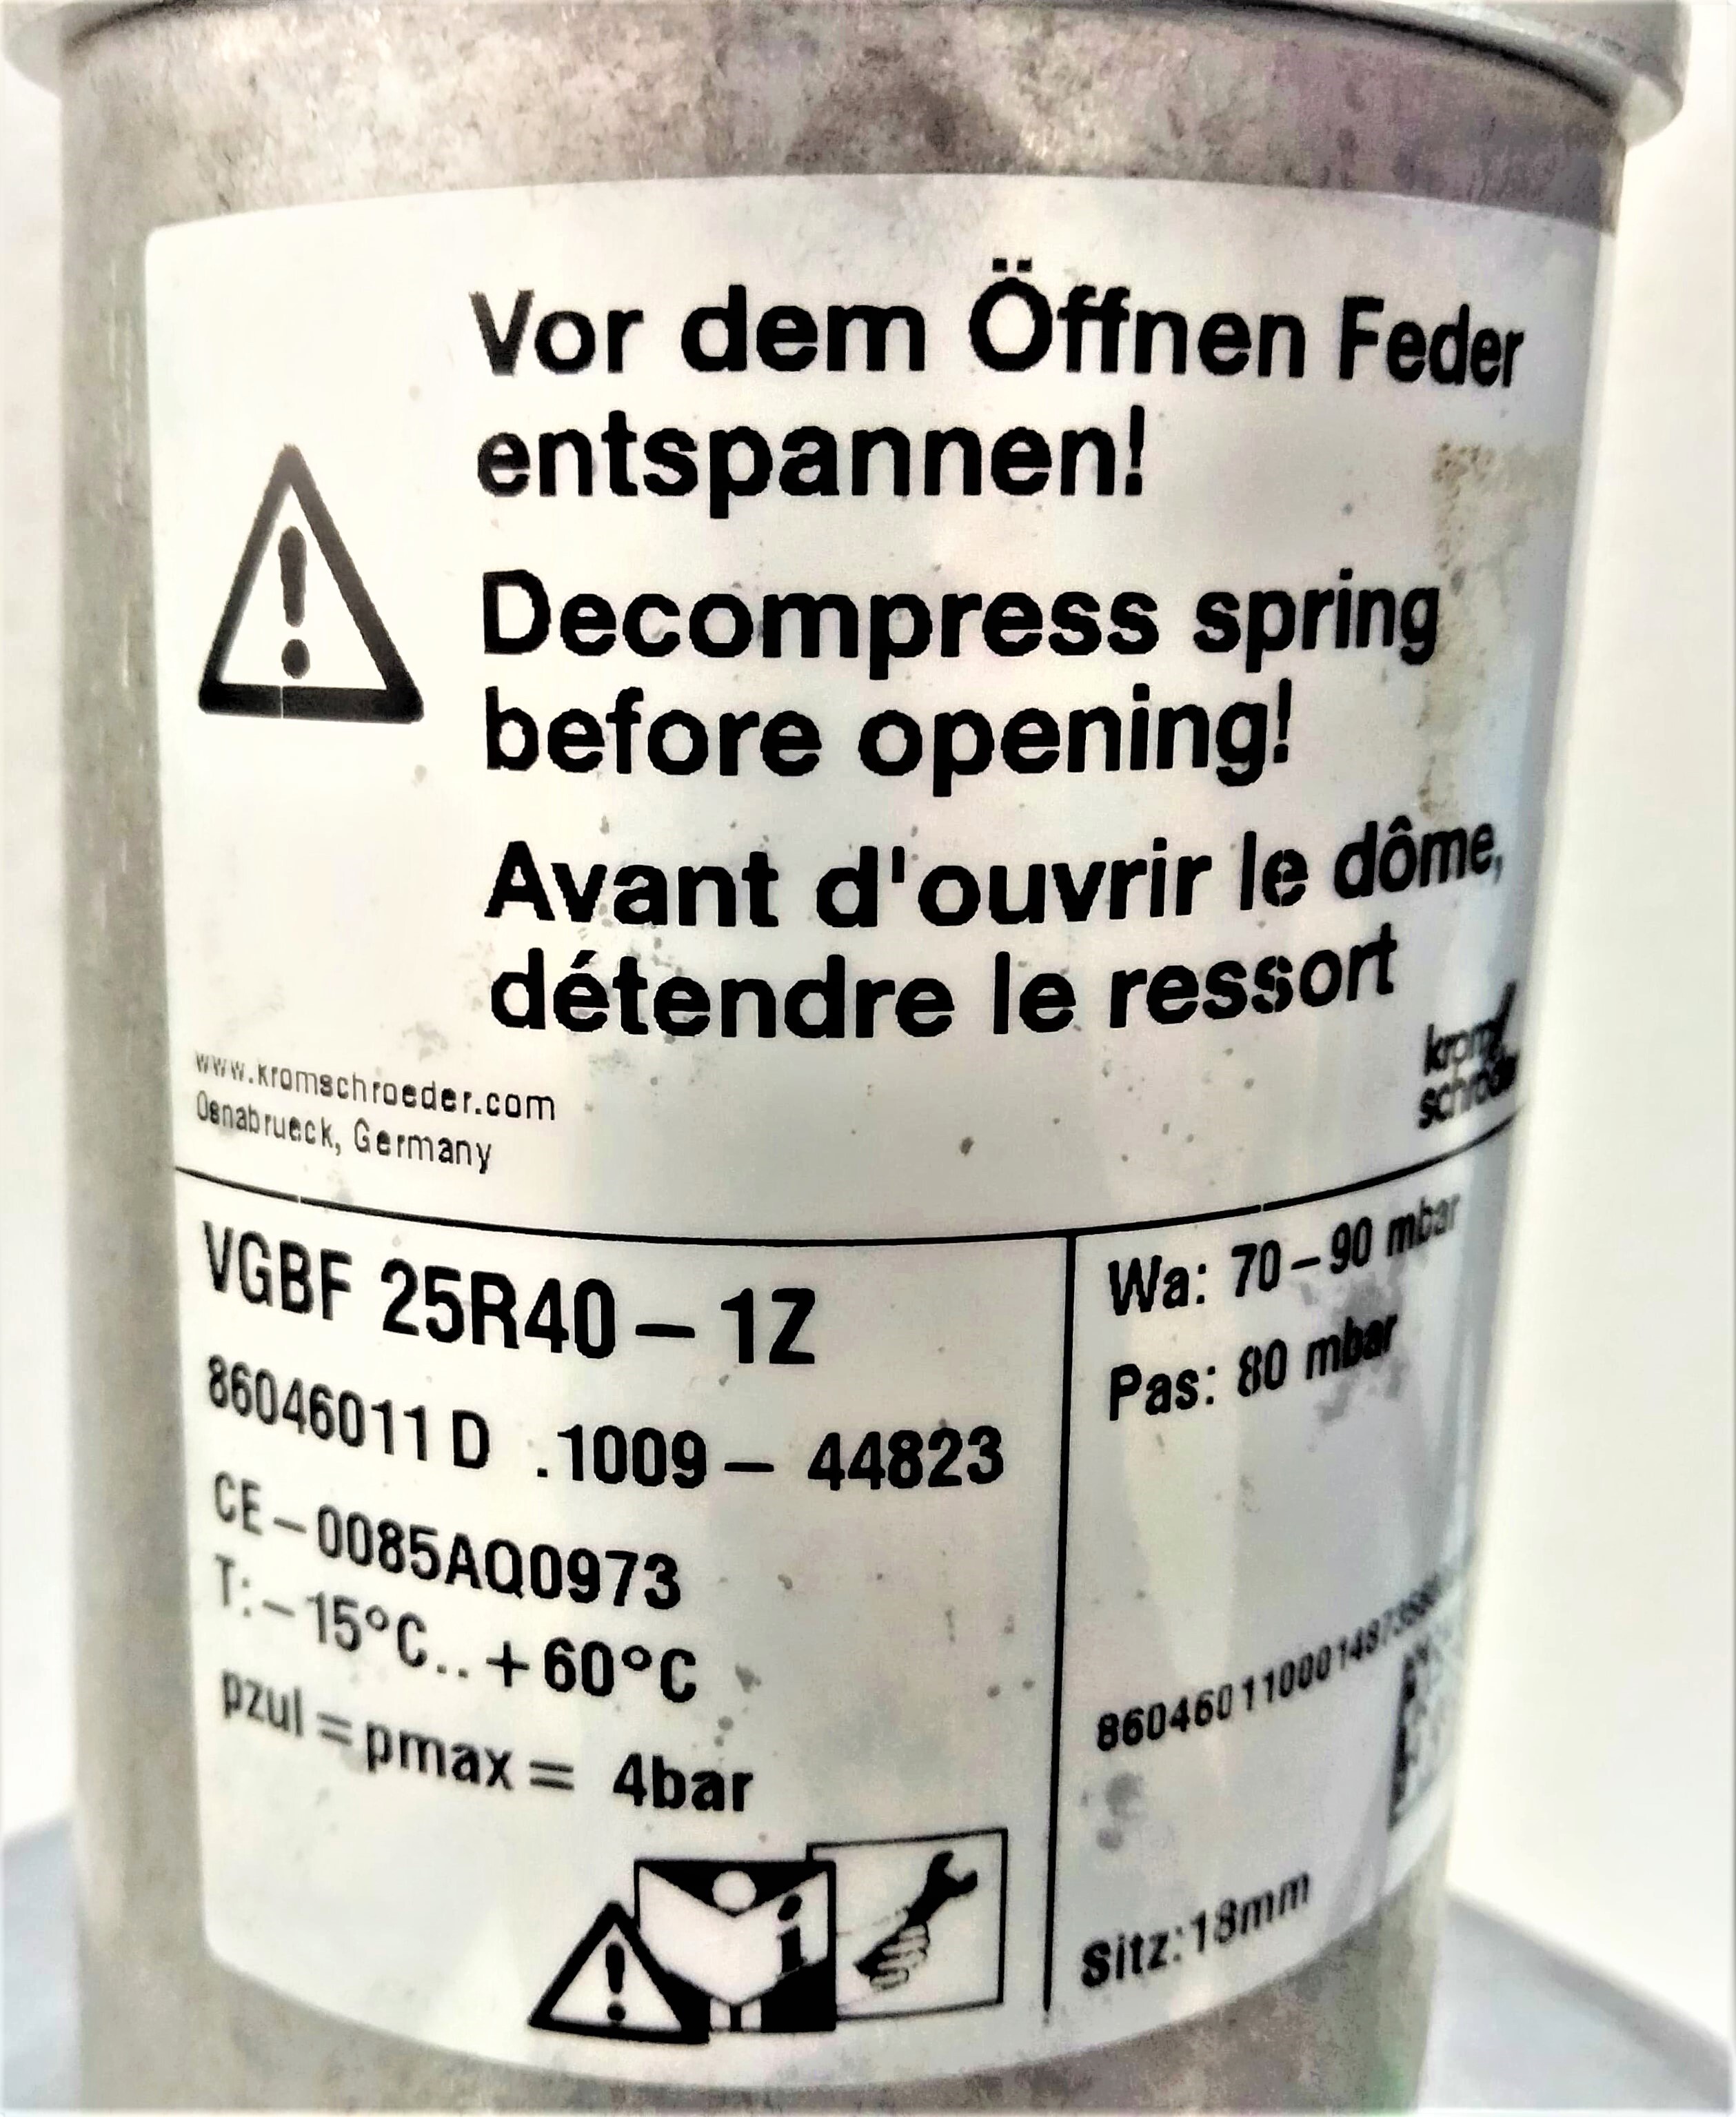 Vor dem Öffnen Feder
entspannen!
Decompress spring
before opening!
Avant d'ouvrir le dôme,
détendre le ressort
krom/
schröder
www.kromschroeder.com
Osnabrueck, Germany
VGBF 25R40 – 1Z
86046011 D .1009 – 44823
CE – 0085AQ0973
T: – 15°C.. + 60°C
pzul = pmax = 4bar
i
Wa: 70 – 90 mbar
Pas: 80 mbar
Sitz: 18mm